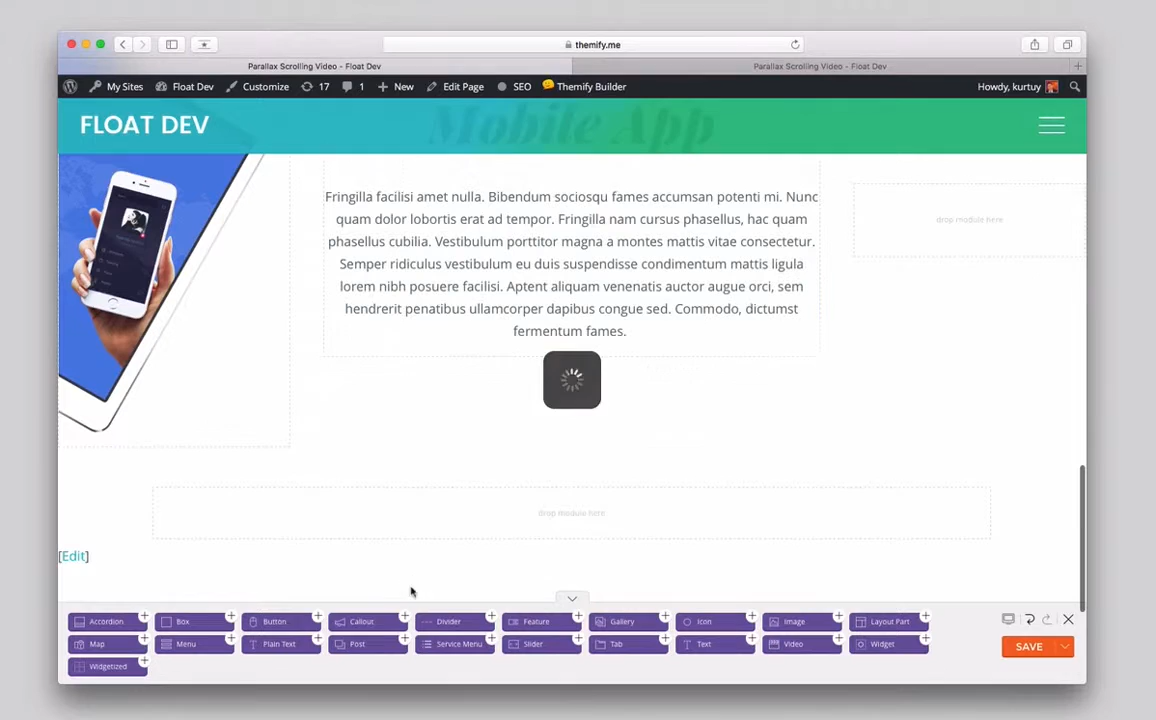 themify.me
Parallax Scrolling Video - Float Dev
Parallax Scrolling Video - Float Dev
My Sites Float Dev Customize 17 1 New Edit Page SEO Themify Builder Howdy, kurtuy
FLOAT DEV
Mobile App
Fringilla facilisi amet nulla. Bibendum sociosqu fames accumsan potenti mi. Nunc
quam dolor lobortis erat ad tempor. Fringilla nam cursus phasellus, hac quam
phasellus cubilia. Vestibulum porttitor magna a montes mattis vitae consectetur.
Semper ridiculus vestibulum eu duis suspendisse condimentum mattis ligula
lorem nibh posuere facilisi. Aptent aliquam venenatis auctor augue orci, sem
hendrerit penatibus ullamcorper dapibus congue sed. Commodo, dictumst
fermentum fames.
drop module here
drop module here
[Edit]
Accordion Box Button Callout Divider Feature Gallery Icon Image Layout Part
Map Menu Plain Text Post Service Menu Slider Tab Text Video Widget
Widgetized
SAVE